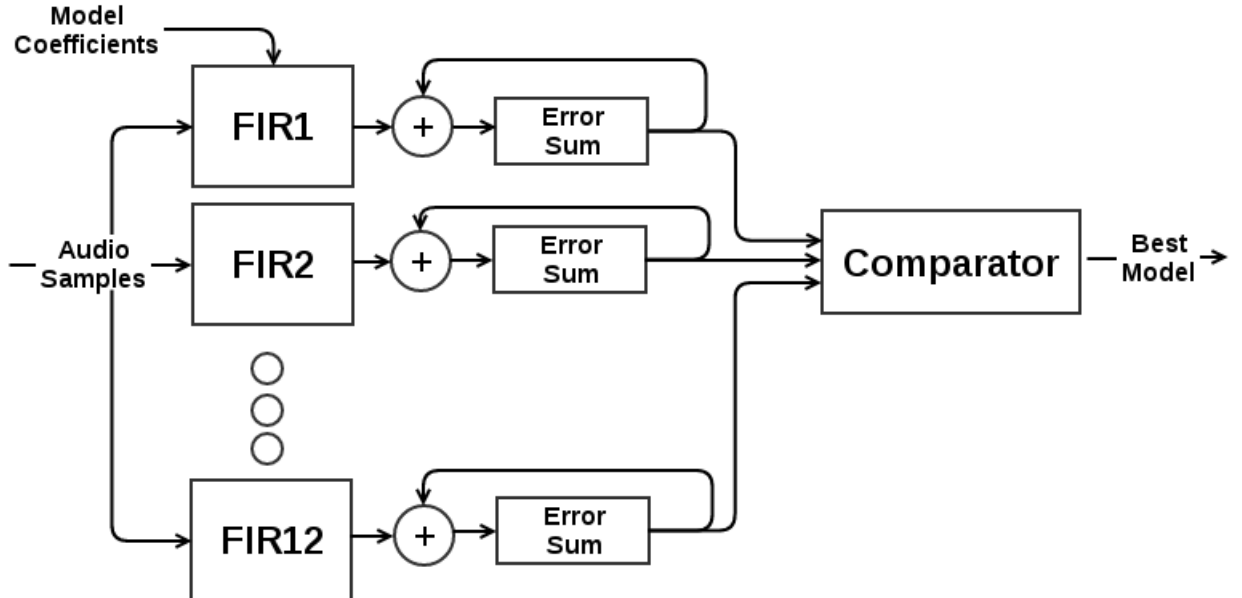 Model
Coefficients
FIR1
+
Error
Sum
Audio
Samples
FIR2
+
Error
Sum
Comparator
Best
Model
FIR12
+
Error
Sum